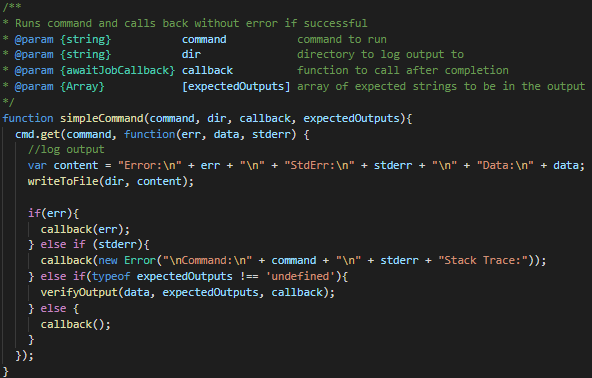 /**
* Runs command and calls back without error if successful
* @param {string}           command           command to run
* @param {string}           dir               directory to log output to
* @param {awaitJobCallback} callback          function to call after completion
* @param {Array}            [expectedOutputs] array of expected strings to be in the output
*/
function simpleCommand(command, dir, callback, expectedOutputs){
  cmd.get(command, function(err, data, stderr) {
    //log output
    var content = "Error:\n" + err + "\n" + "StdErr:\n" + stderr + "\n" + "Data:\n" + data;
    writeToFile(dir, content);

    if(err){
      callback(err);
    } else if (stderr){
      callback(new Error("\nCommand:\n" + command + "\n" + stderr + "Stack Trace:"));
    } else if(typeof expectedOutputs !== 'undefined'){
      verifyOutput(data, expectedOutputs, callback);
    } else {
      callback();
    }
  });
}